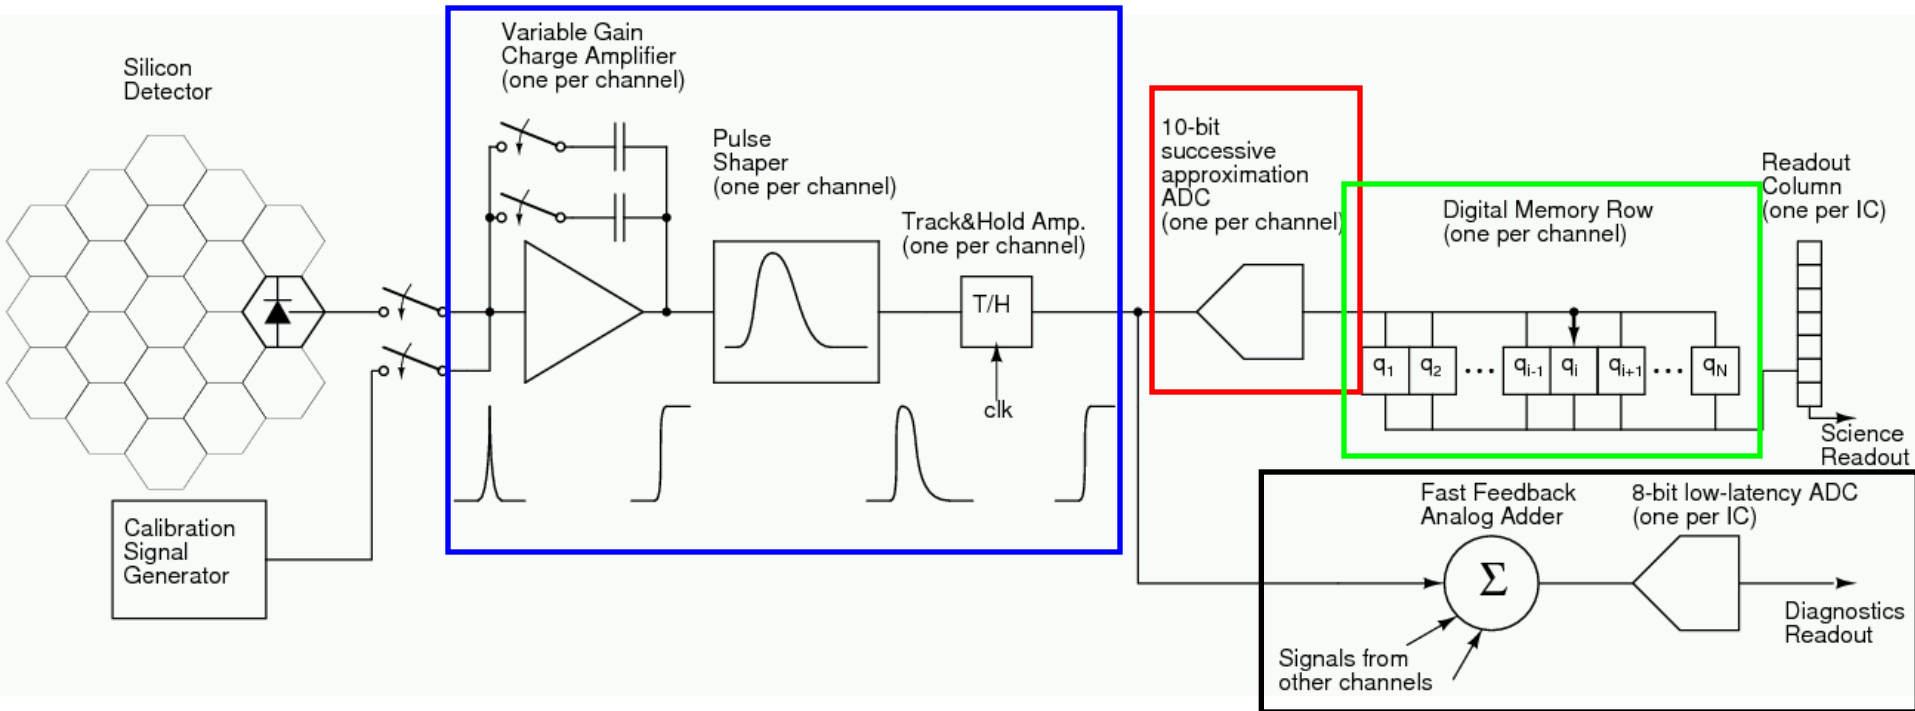 Silicon
Detector
Variable Gain
Charge Amplifier
(one per channel)
Pulse
Shaper
(one per channel)
Track&Hold Amp.
(one per channel)
T/H
clk
10-bit
successive
approximation
ADC
(one per channel)
Digital Memory Row
(one per channel)
q1 q2 ... qi-1 qi qi+1 ... qN
Readout
Column
(one per IC)
Science
Readout
Calibration
Signal
Generator
Fast Feedback
Analog Adder
8-bit low-latency ADC
(one per IC)
Σ
Signals from
other channels
Diagnostics
Readout